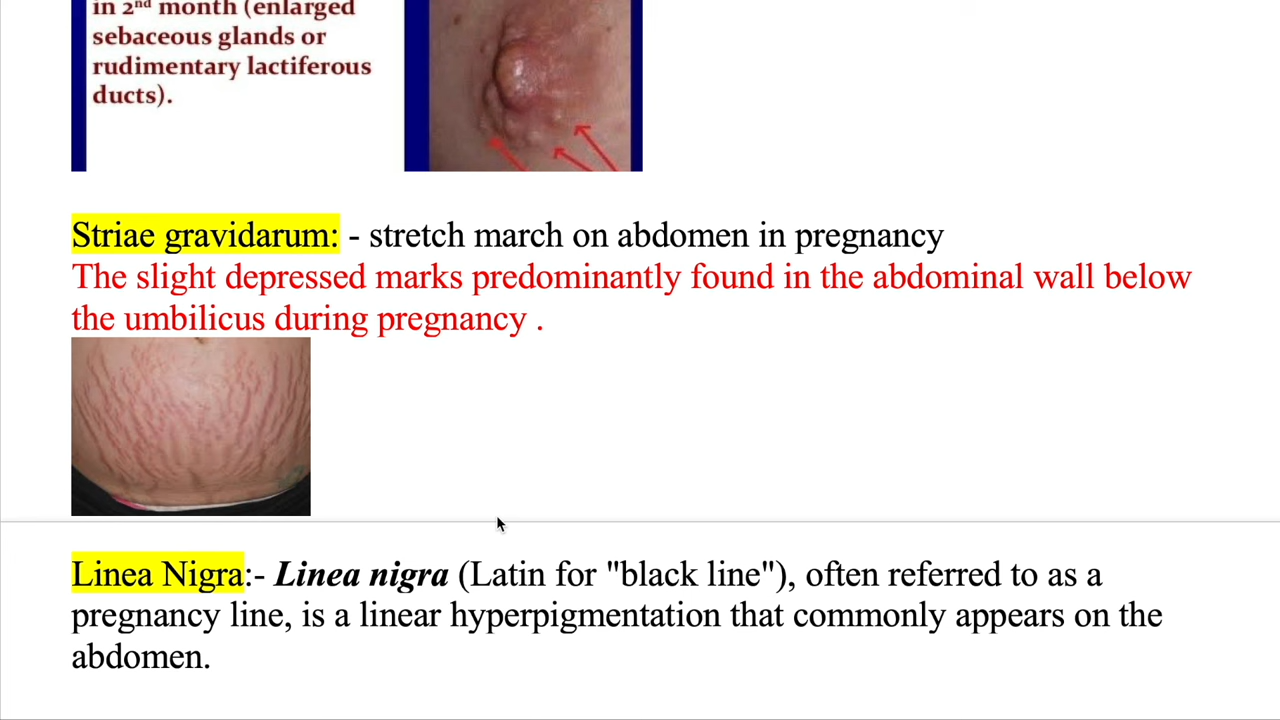 in 2nd month (enlarged
sebaceous glands or
rudimentary lactiferous
ducts).
Striae gravidarum: - stretch march on abdomen in pregnancy
The slight depressed marks predominantly found in the abdominal wall below
the umbilicus during pregnancy .
Linea Nigra:- Linea nigra (Latin for "black line"), often referred to as a
pregnancy line, is a linear hyperpigmentation that commonly appears on the
abdomen.